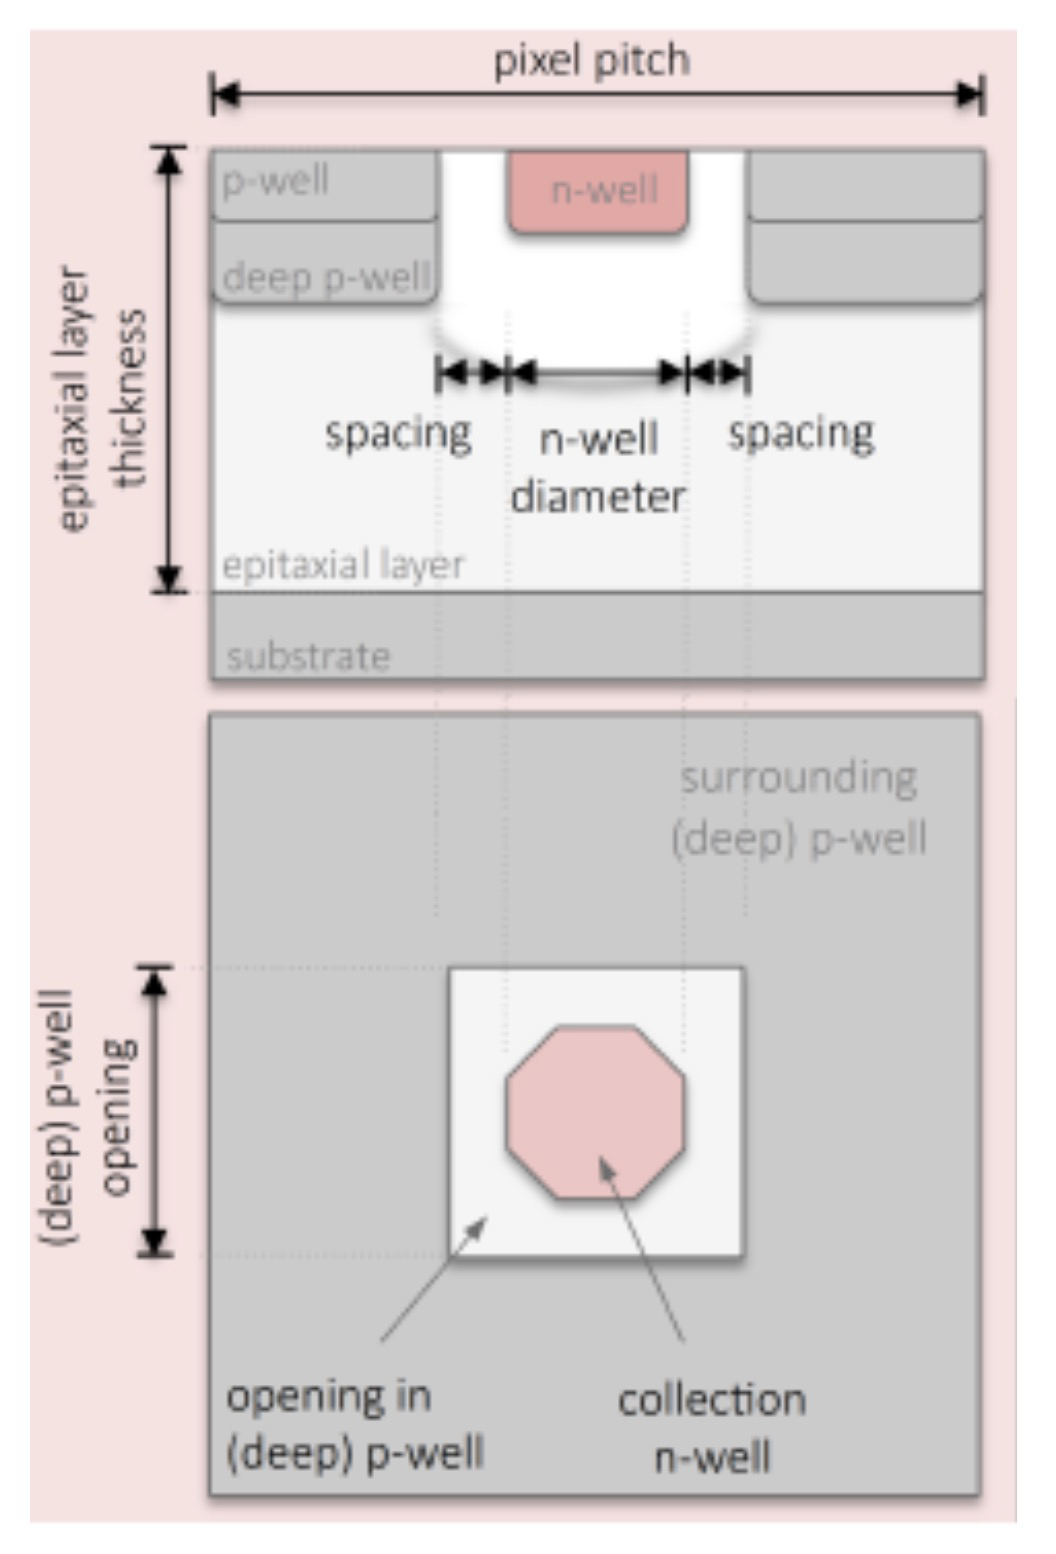 pixel pitch
p-well
n-well
deep p-well
epitaxial layer
thickness
spacing
n-well
diameter
spacing
epitaxial layer
substrate
surrounding
(deep) p-well
(deep) p-well
opening
opening in
(deep) p-well
collection
n-well